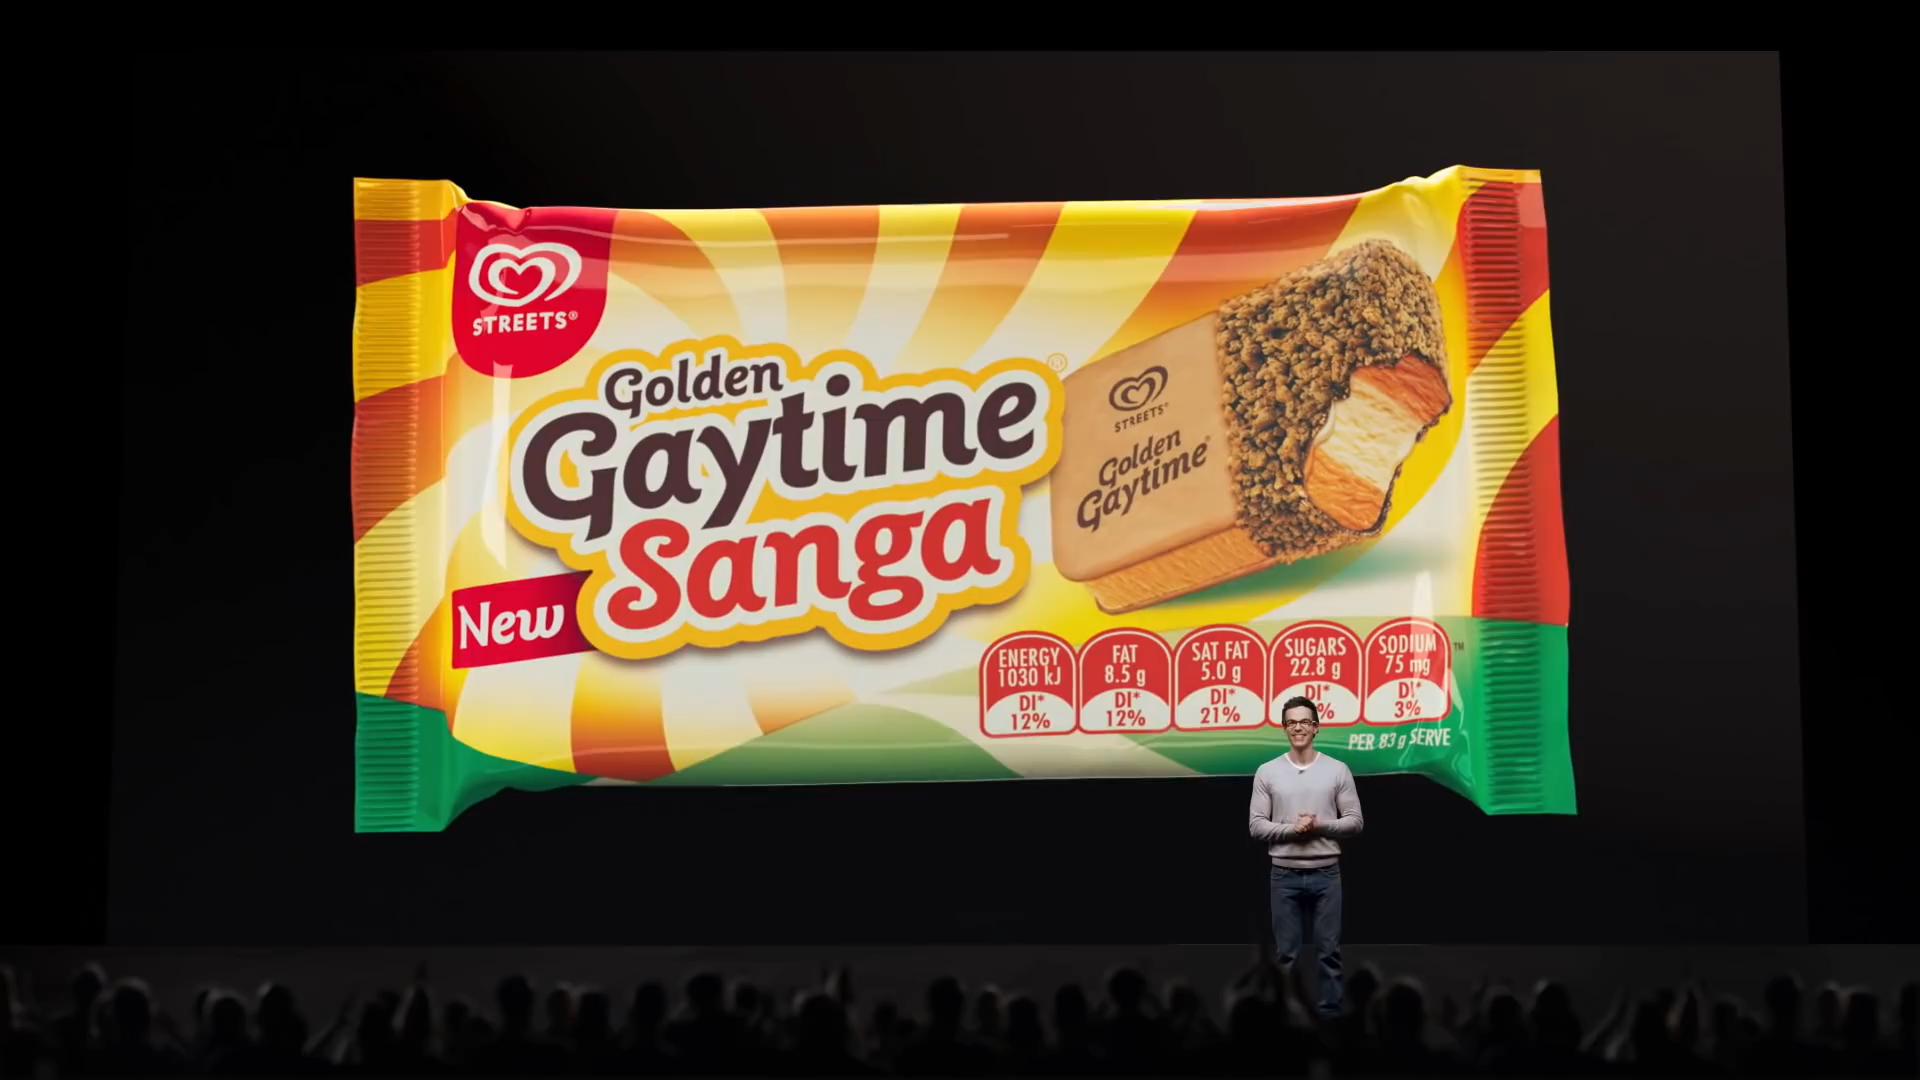 STREETS®
Golden
Gaytime®
Sanga
New
STREETS®
Golden
Gaytime®
ENERGY
1030 kJ
DI*
12%
FAT
8.5 g
DI*
12%
SAT FAT
5.0 g
DI*
21%
SUGARS
22.8 g
DI*
%
SODIUM
75 mg
DI*
3%
™
PER 83 g SERVE